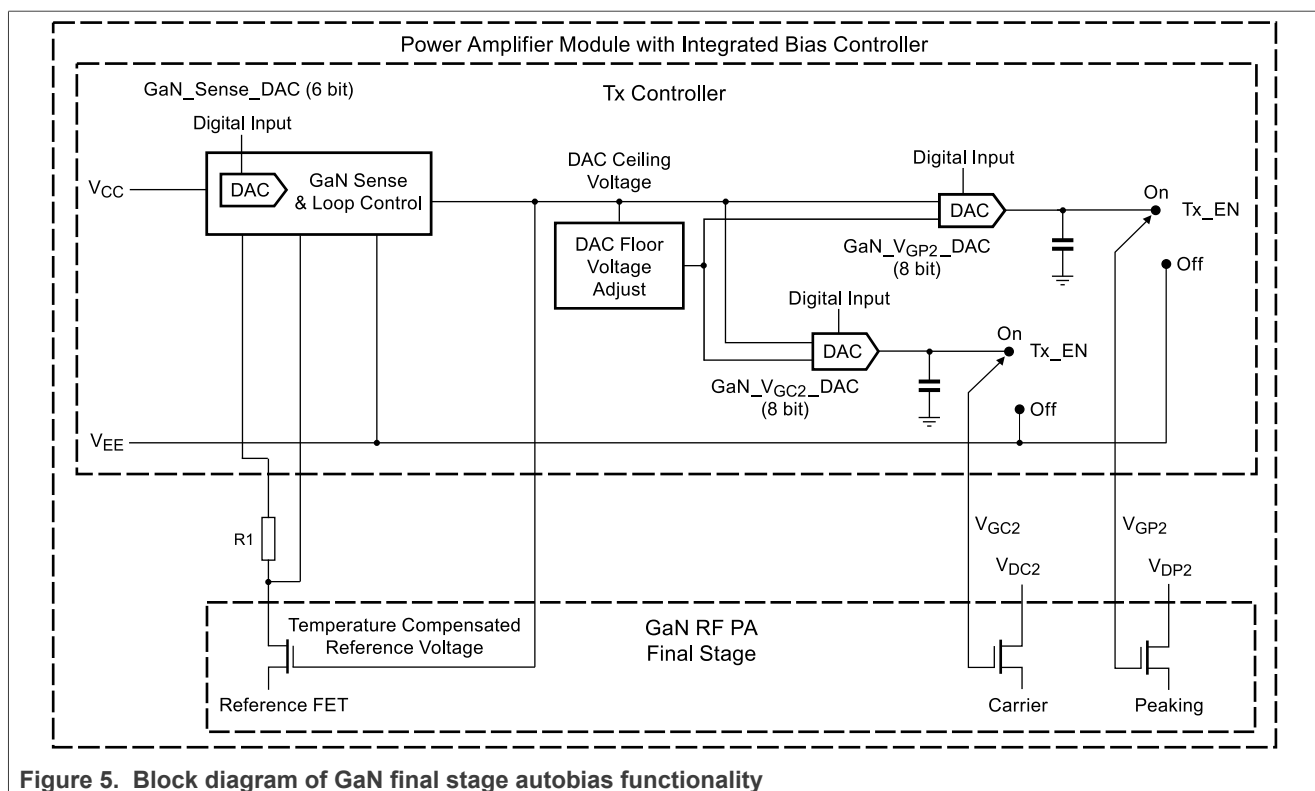 Power Amplifier Module with Integrated Bias Controller
GaN_Sense_DAC (6 bit)
Tx Controller
Digital Input
VCC
DAC
GaN Sense
& Loop Control
DAC Ceiling
Voltage
DAC Floor
Voltage
Adjust
Digital Input
DAC
GaN_VGP2_DAC
(8 bit)
On
Tx_EN
Off
Digital Input
DAC
GaN_VGC2_DAC
(8 bit)
On
Tx_EN
Off
VEE
R1
VGC2
VGP2
VDC2
VDP2
Temperature Compensated
Reference Voltage
GaN RF PA
Final Stage
Reference FET
Carrier
Peaking
Figure 5. Block diagram of GaN final stage autobias functionality